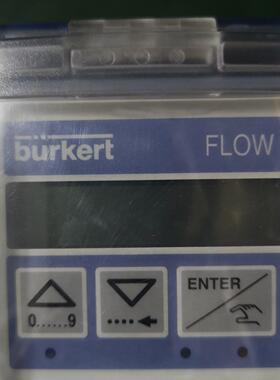 bürkert FLOW
0......9 ENTER